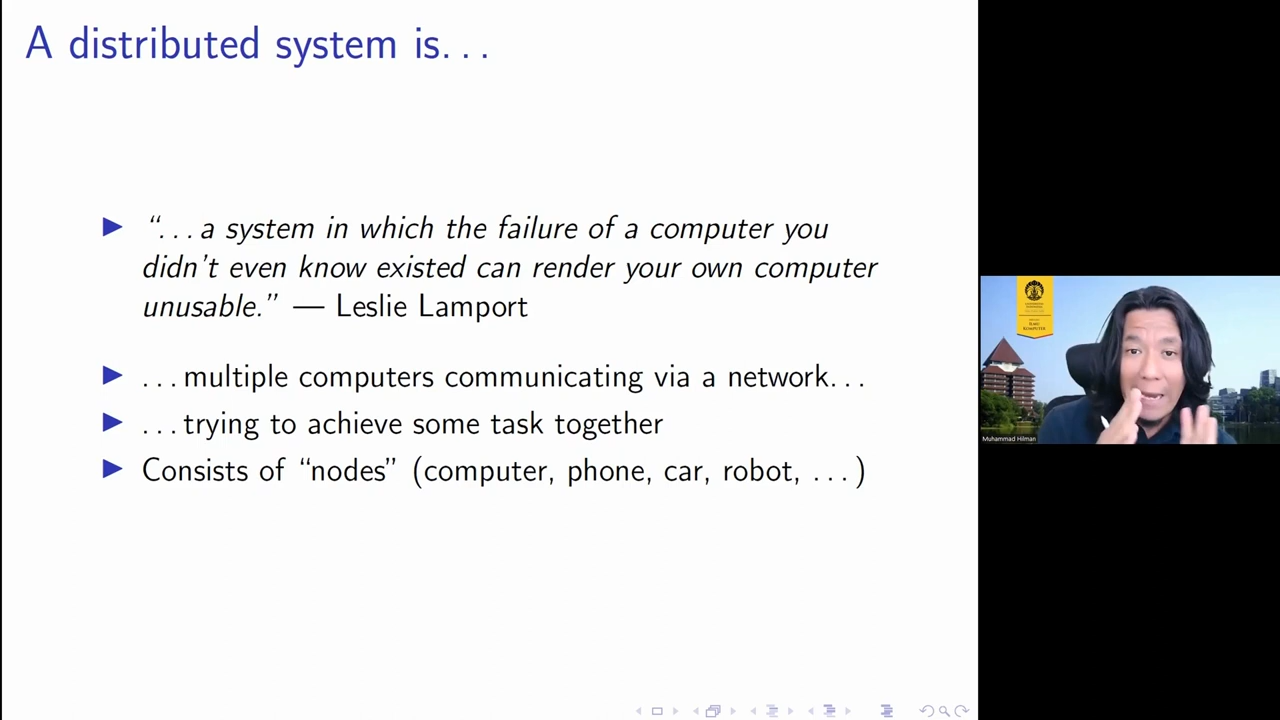 A distributed system is...
▶ “...a system in which the failure of a computer you
didn't even know existed can render your own computer
unusable.” — Leslie Lamport
▶ ...multiple computers communicating via a network...
▶ ...trying to achieve some task together
▶ Consists of “nodes” (computer, phone, car, robot, ...)
ILMU
KOMPUTER
Muhammad Hilman